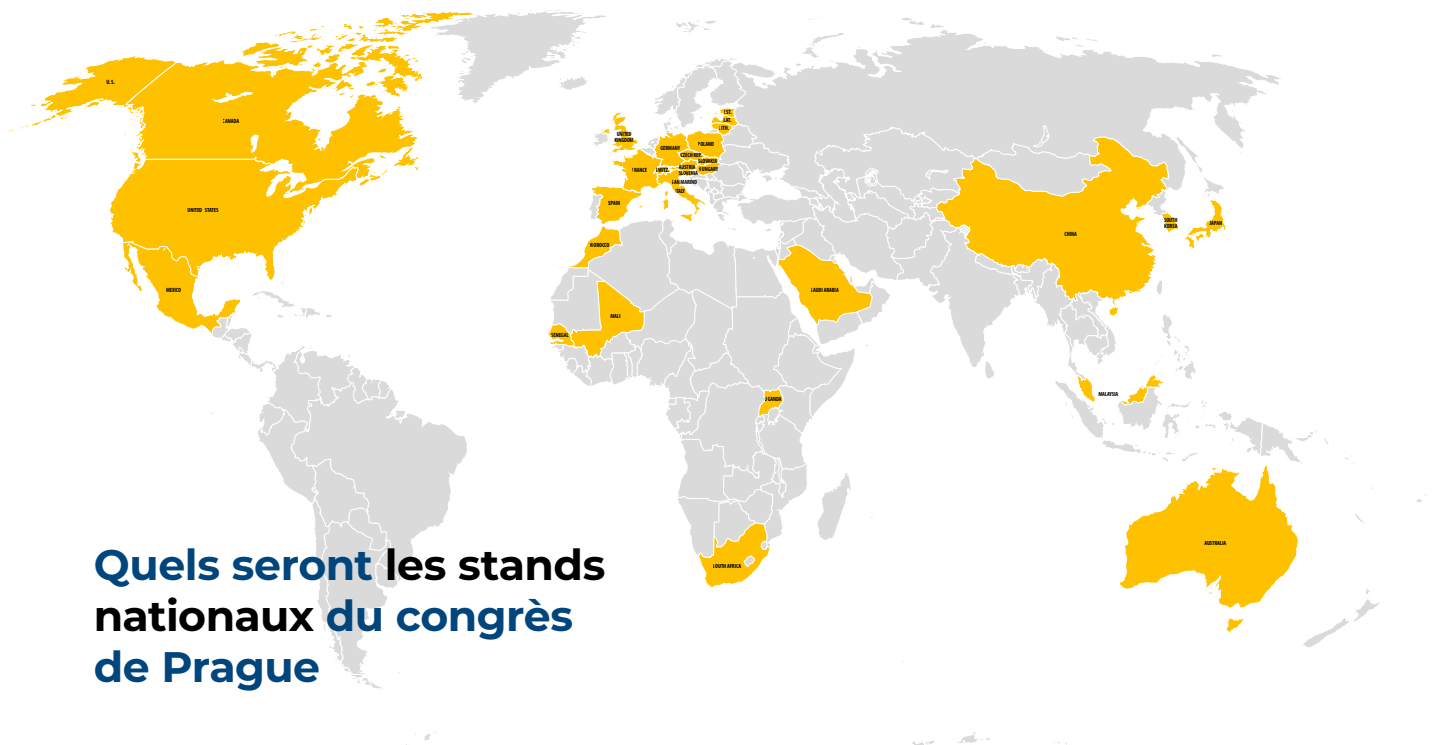 U.S.
CANADA
UNITED STATES
MEXICO
UNITED
KINGDOM
EST.
LAT.
LITH.
POLAND
GERMANY
CZECH REP.
SLOVAKIA
FRANCE
SWITZ.
AUSTRIA
HUNGARY
SLOVENIA
SAN MARINO
ITALY
SPAIN
MOROCCO
MALI
SENEGAL
UGANDA
SOUTH AFRICA
SAUDI ARABIA
CHINA
SOUTH
KOREA
JAPAN
MALAYSIA
AUSTRALIA
Quels seront les stands
nationaux du congrès
de Prague